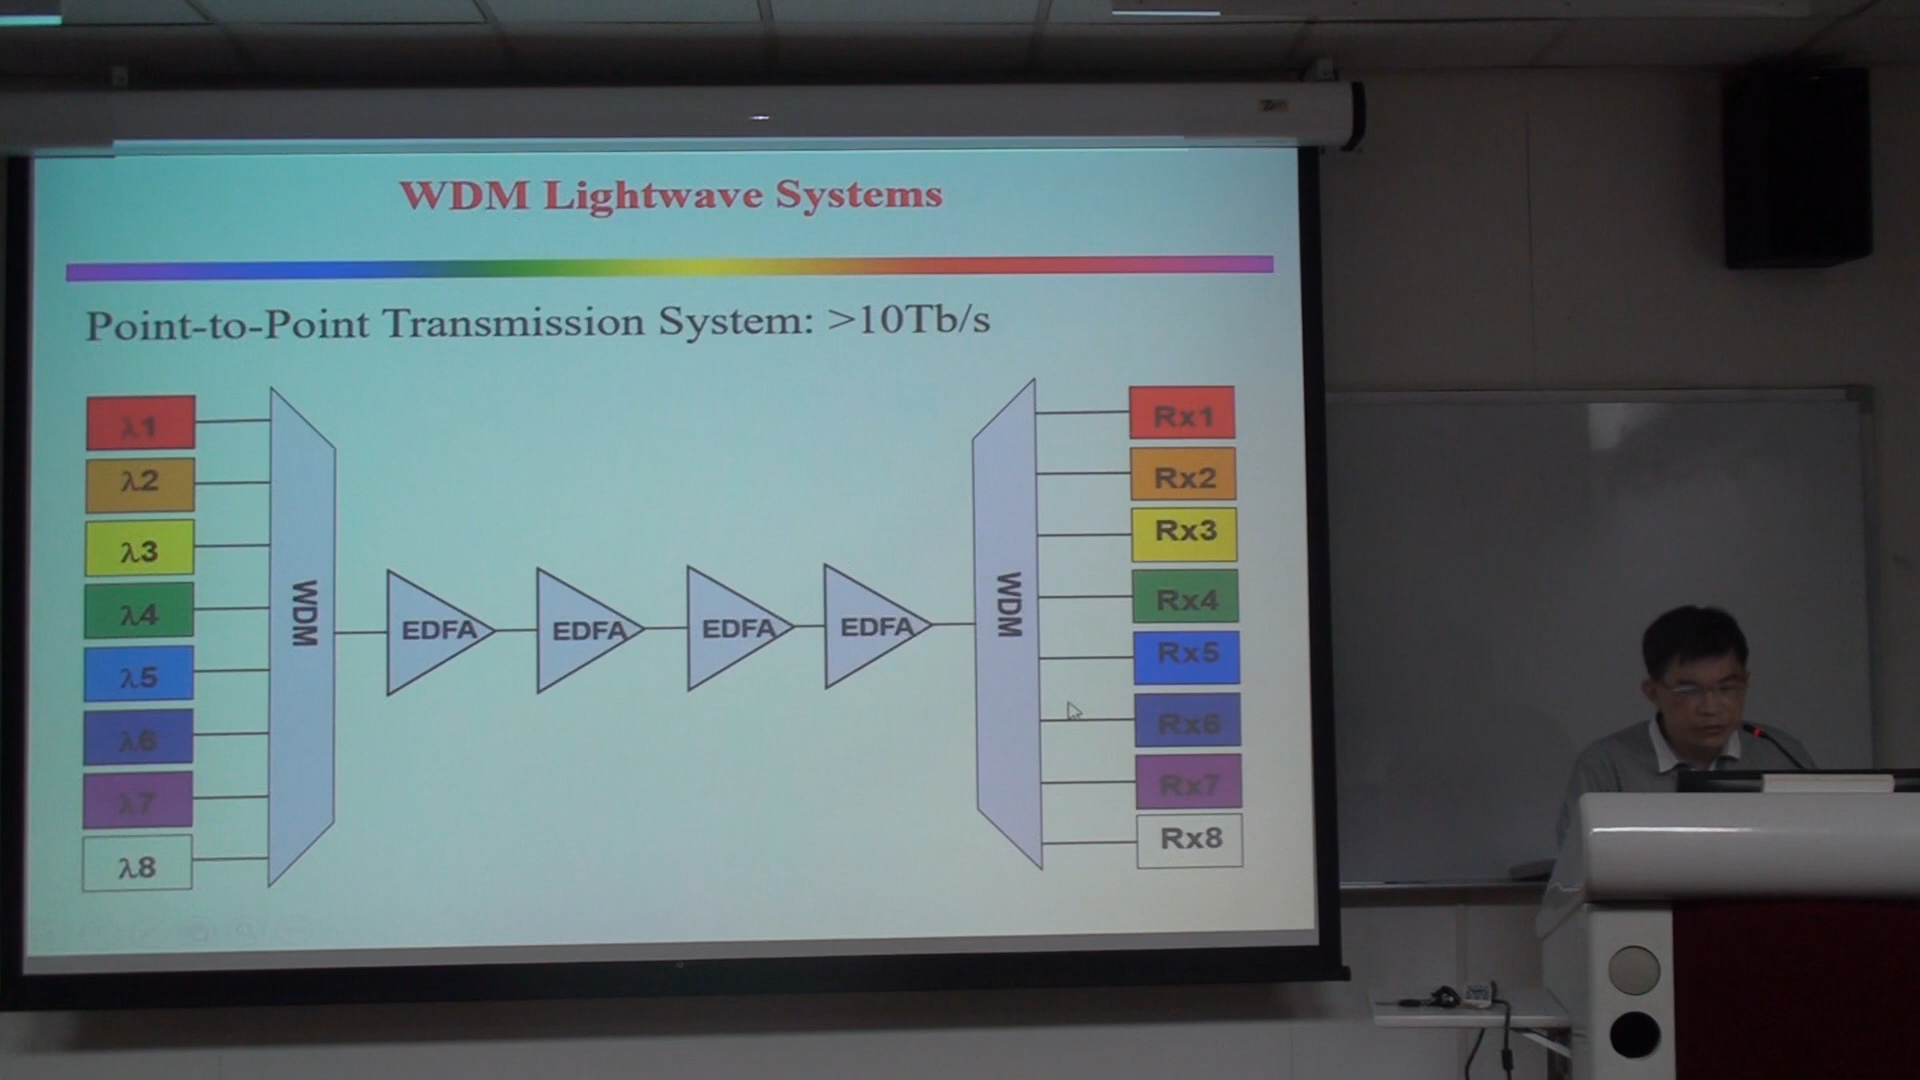 WDM Lightwave Systems
Point-to-Point Transmission System: >10Tb/s
λ1
λ2
λ3
λ4
λ5
λ6
λ7
λ8
WDM
EDFA
EDFA
EDFA
EDFA
WDM
Rx1
Rx2
Rx3
Rx4
Rx5
Rx6
Rx7
Rx8